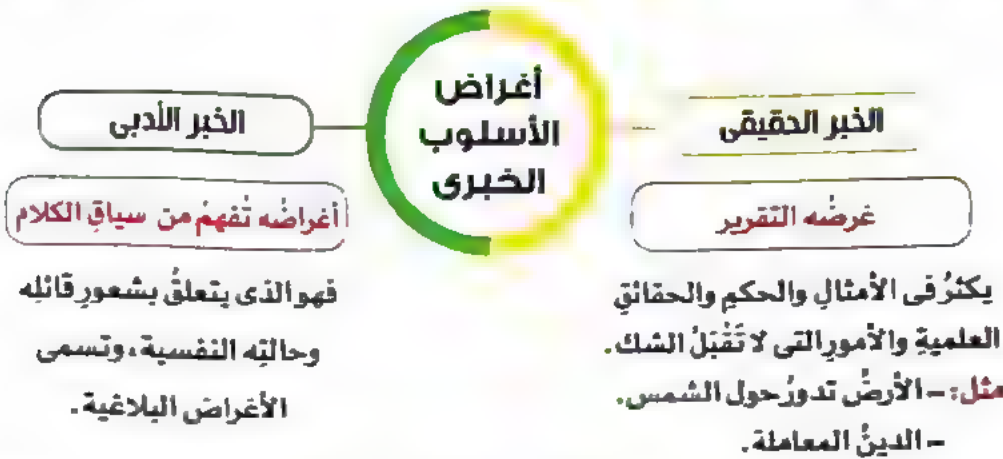 أغراض
الأسلوب
الخبرى
الخبر الحقيقى
غرضُه التقرير
يكثرُ فى الأمثالِ والحكمِ والحقائقِ
العلميةِ والأمورِ التى لا تَقْبَلُ الشك.
مثل: - الأرضُ تدورُ حول الشمس.
- الدينُ المعاملة.
الخبر الأدبى
أغراضُه تُفهمُ من سياقِ الكلام
فهو الذى يتعلقُ بشعورِ قائلِه
وحالتِه النفسية، وتسمى
الأغراضَ البلاغية.